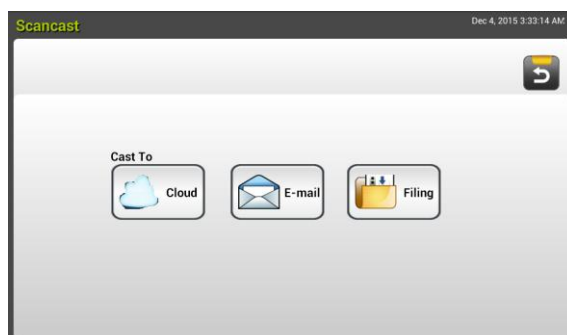 Scancast
Dec 4, 2015 3:33:14 AM
Cast To
Cloud
E-mail
Filing